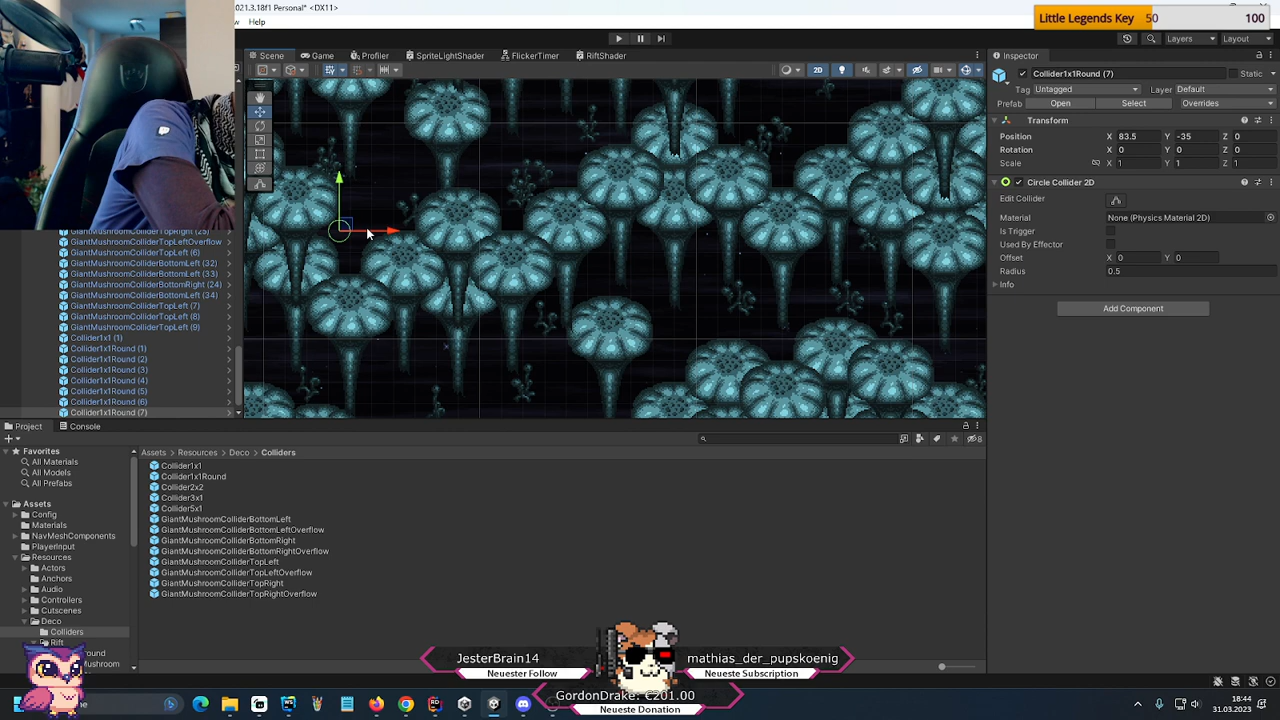 021.3.18f1 Personal* <DX11>
Help
Little Legends Key
50
100
Layers
Layout
Scene
Game
Profiler
SpriteLightShader
FlickerTimer
RiftShader
2D
Inspector
Collider1x1Round (7)
Static
Tag
Untagged
Layer
Default
Prefab
Open
Select
Overrides
Transform
Position
X
83.5
Y
-35
Z
0
Rotation
X
0
Y
0
Z
0
Scale
X
1
Y
1
Z
1
Circle Collider 2D
Edit Collider
Material
None (Physics Material 2D)
Is Trigger
Used By Effector
Offset
X
0
Y
0
Radius
0.5
Info
Add Component
GiantMushroomColliderTopRight (25)
GiantMushroomColliderTopLeftOverflow
GiantMushroomColliderTopLeft (6)
GiantMushroomColliderBottomLeft (32)
GiantMushroomColliderBottomLeft (33)
GiantMushroomColliderBottomRight (24)
GiantMushroomColliderBottomLeft (34)
GiantMushroomColliderTopLeft (7)
GiantMushroomColliderTopLeft (8)
GiantMushroomColliderTopLeft (9)
Collider1x1 (1)
Collider1x1Round (1)
Collider1x1Round (2)
Collider1x1Round (3)
Collider1x1Round (4)
Collider1x1Round (5)
Collider1x1Round (6)
Collider1x1Round (7)
Project
Console
8
Favorites
All Materials
All Models
All Prefabs
Assets
Config
Materials
NavMeshComponents
PlayerInput
Resources
Actors
Anchors
Audio
Controllers
Cutscenes
Deco
Colliders
Rift
Assets
Resources
Deco
Colliders
Collider1x1
Collider1x1Round
Collider2x2
Collider3x1
Collider5x1
GiantMushroomColliderBottomLeft
GiantMushroomColliderBottomLeftOverflow
GiantMushroomColliderBottomRight
GiantMushroomColliderBottomRightOverflow
GiantMushroomColliderTopLeft
GiantMushroomColliderTopLeftOverflow
GiantMushroomColliderTopRight
GiantMushroomColliderTopRightOverflow
JesterBrain14
Neuester Follow
mathias_der_pupskoenig
Neueste Subscription
GordonDrake: €201.00
Neueste Donation
18:44
31.03.2023